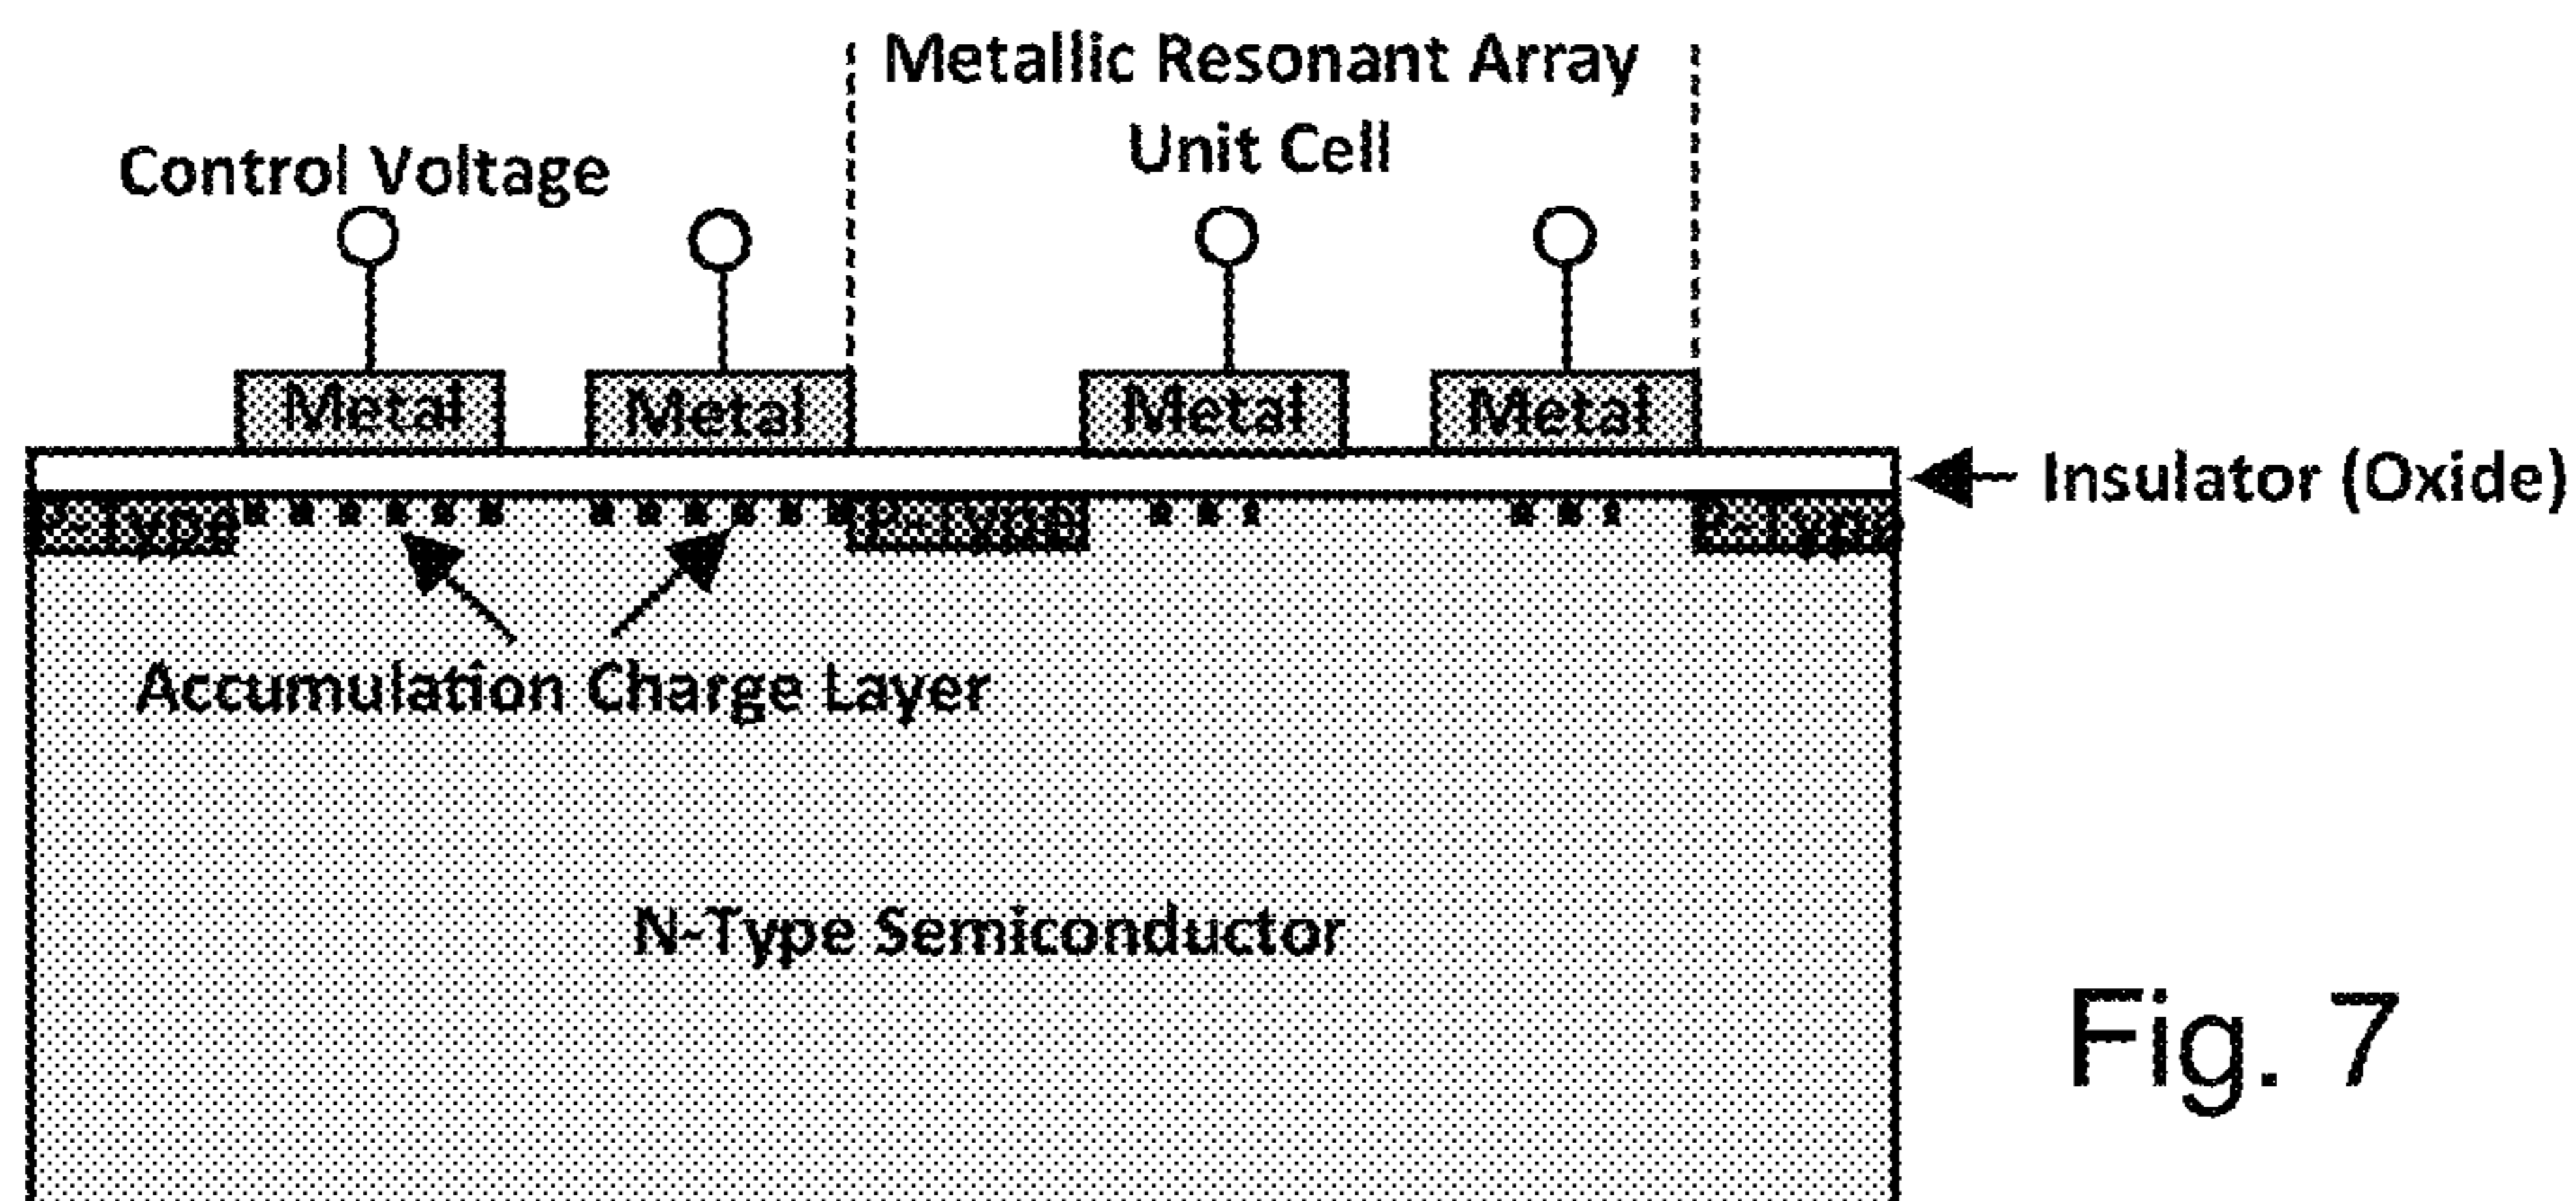 Metallic Resonant Array
Unit Cell
Control Voltage
Metal
Metal
Metal
Metal
Insulator (Oxide)
P-Type
P-Type
P-Type
Accumulation Charge Layer
N-Type Semiconductor
Fig. 7